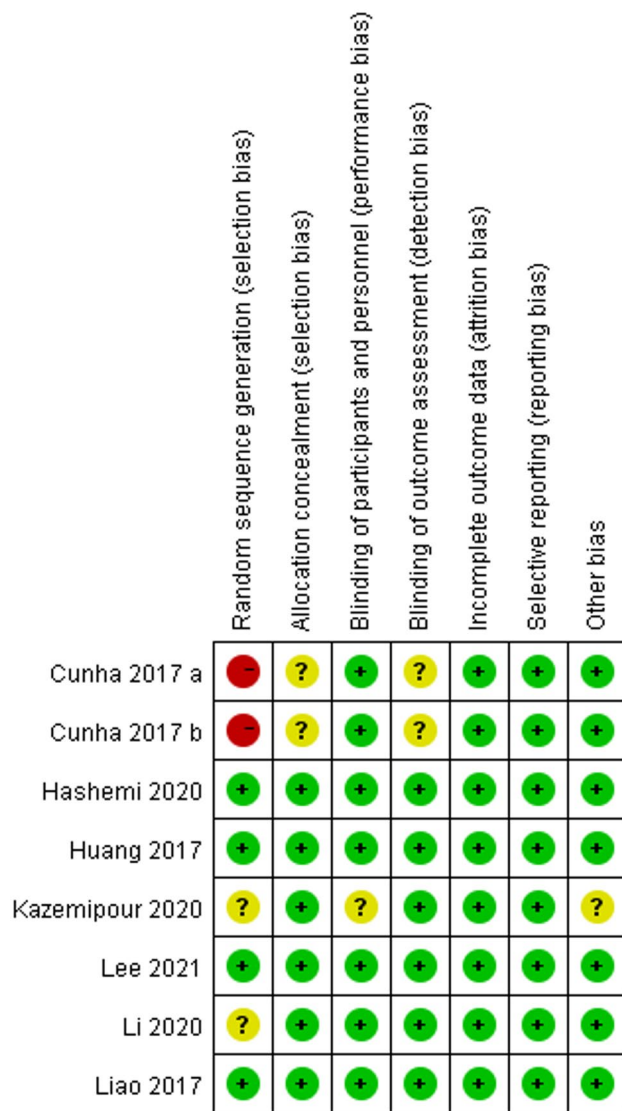 Random sequence generation (selection bias)
Allocation concealment (selection bias)
Blinding of participants and personnel (performance bias)
Blinding of outcome assessment (detection bias)
Incomplete outcome data (attrition bias)
Selective reporting (reporting bias)
Other bias
Cunha 2017 a - ? + ? + + +
Cunha 2017 b - ? + ? + + +
Hashemi 2020 + + + + + + +
Huang 2017 + + + + + + +
Kazemipour 2020 ? + ? + + + ?
Lee 2021 + + + + + + +
Li 2020 ? + + + + + +
Liao 2017 + + + + + + +